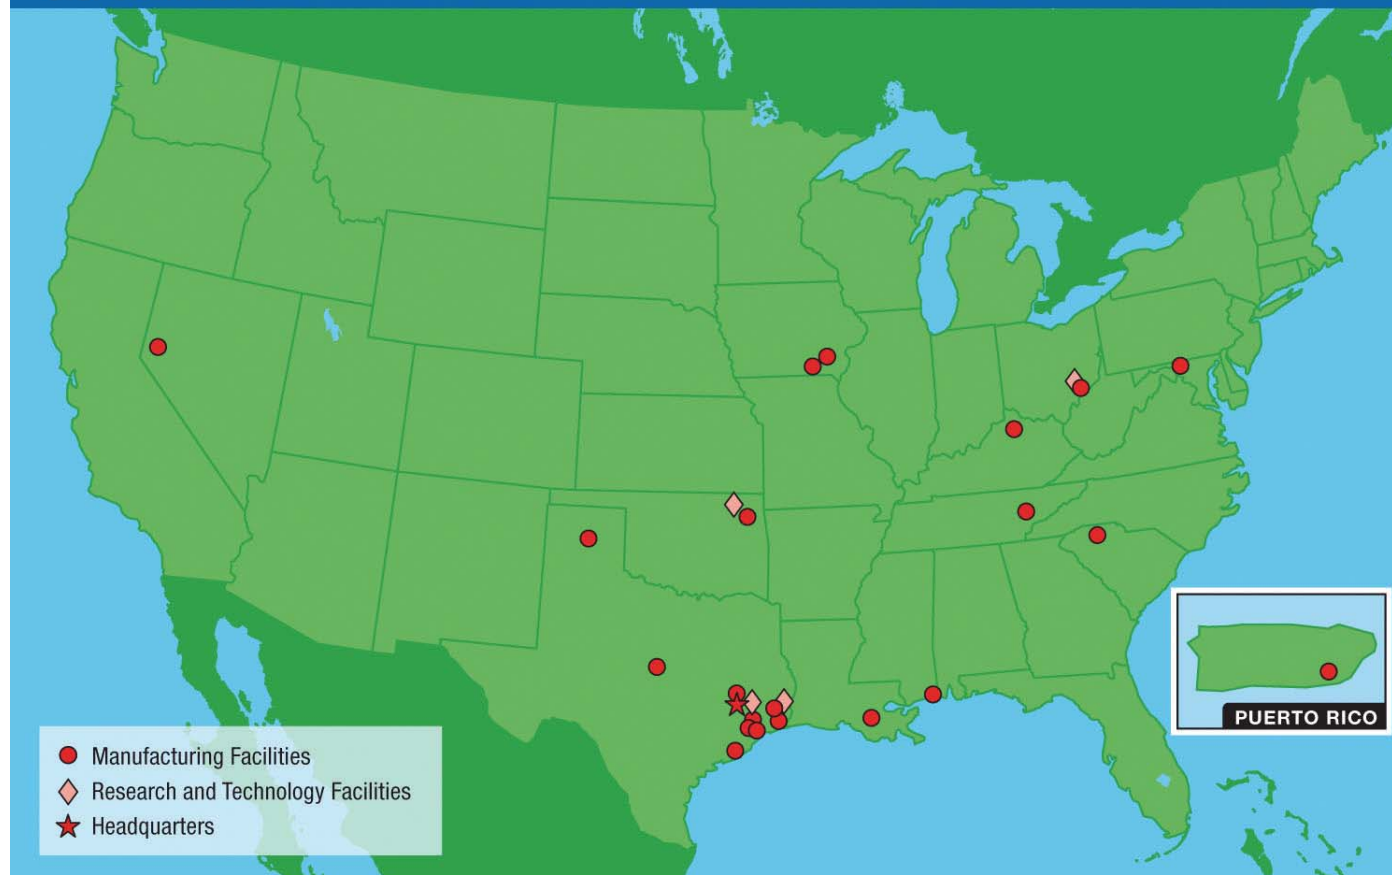 Manufacturing Facilities
Research and Technology Facilities
Headquarters
PUERTO RICO